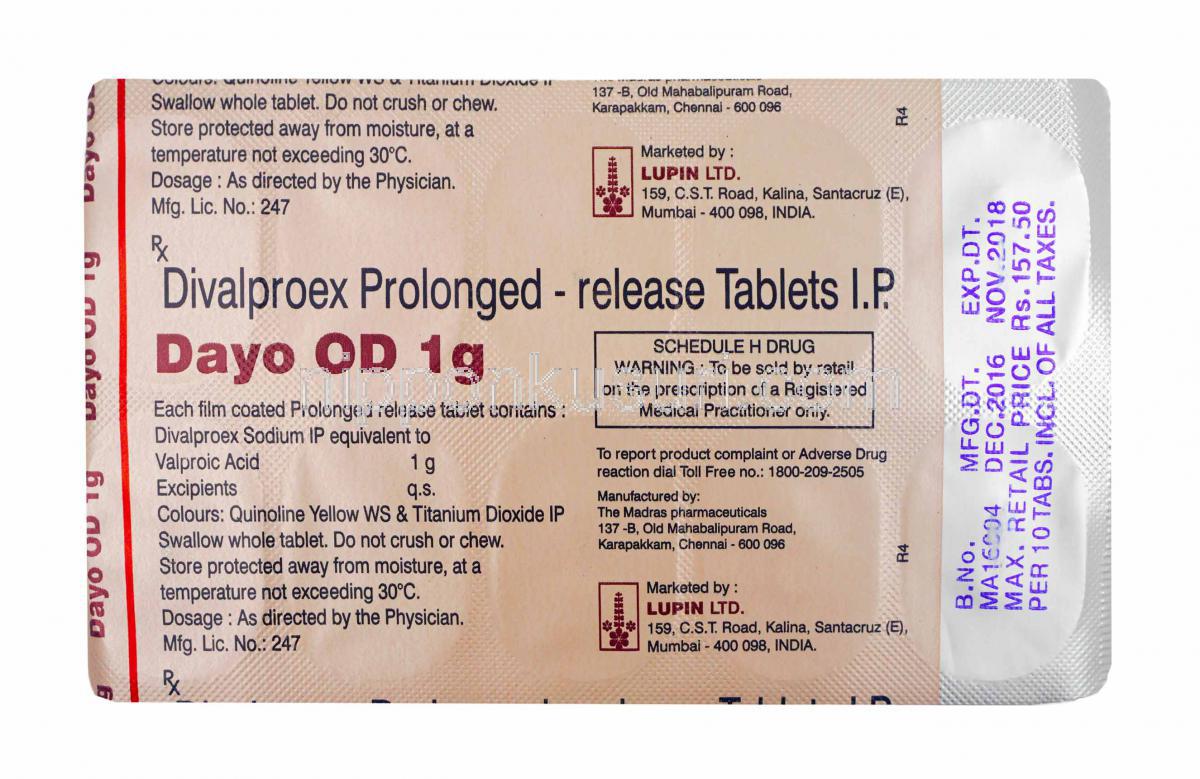 Colours: Quinoline Yellow WS & Titanium Dioxide IP
Swallow whole tablet. Do not crush or chew.
Store protected away from moisture, at a
temperature not exceeding 30°C.
Dosage : As directed by the Physician.
Mfg. Lic. No.: 247
The Madras pharmaceuticals
137 -B, Old Mahabalipuram Road,
Karapakkam, Chennai - 600 096
R4
Marketed by :
LUPIN LTD.
159, C.S.T. Road, Kalina, Santacruz (E),
Mumbai - 400 098, INDIA.
Rx
Divalproex Prolonged - release Tablets I.P.
Dayo OD 1g
SCHEDULE H DRUG
WARNING : To be sold by retail
on the prescription of a Registered
Medical Practitioner only.
Each film coated Prolonged release tablet contains :
Divalproex Sodium IP equivalent to
Valproic Acid 1 g
Excipients q.s.
Colours: Quinoline Yellow WS & Titanium Dioxide IP
Swallow whole tablet. Do not crush or chew.
Store protected away from moisture, at a
temperature not exceeding 30°C.
Dosage : As directed by the Physician.
Mfg. Lic. No.: 247
To report product complaint or Adverse Drug
reaction dial Toll Free no.: 1800-209-2505
Manufactured by:
The Madras pharmaceuticals
137 -B, Old Mahabalipuram Road,
Karapakkam, Chennai - 600 096
R4
Marketed by :
LUPIN LTD.
159, C.S.T. Road, Kalina, Santacruz (E),
Mumbai - 400 098, INDIA.
Rx
Dayo OD 1g
Dayo OD 1g
B.No. MFG.DT. EXP.DT.
DEC.2016 NOV.2018
MAX. RETAIL PRICE Rs.157.50
PER 10 TABS. INCL. OF ALL TAXES.